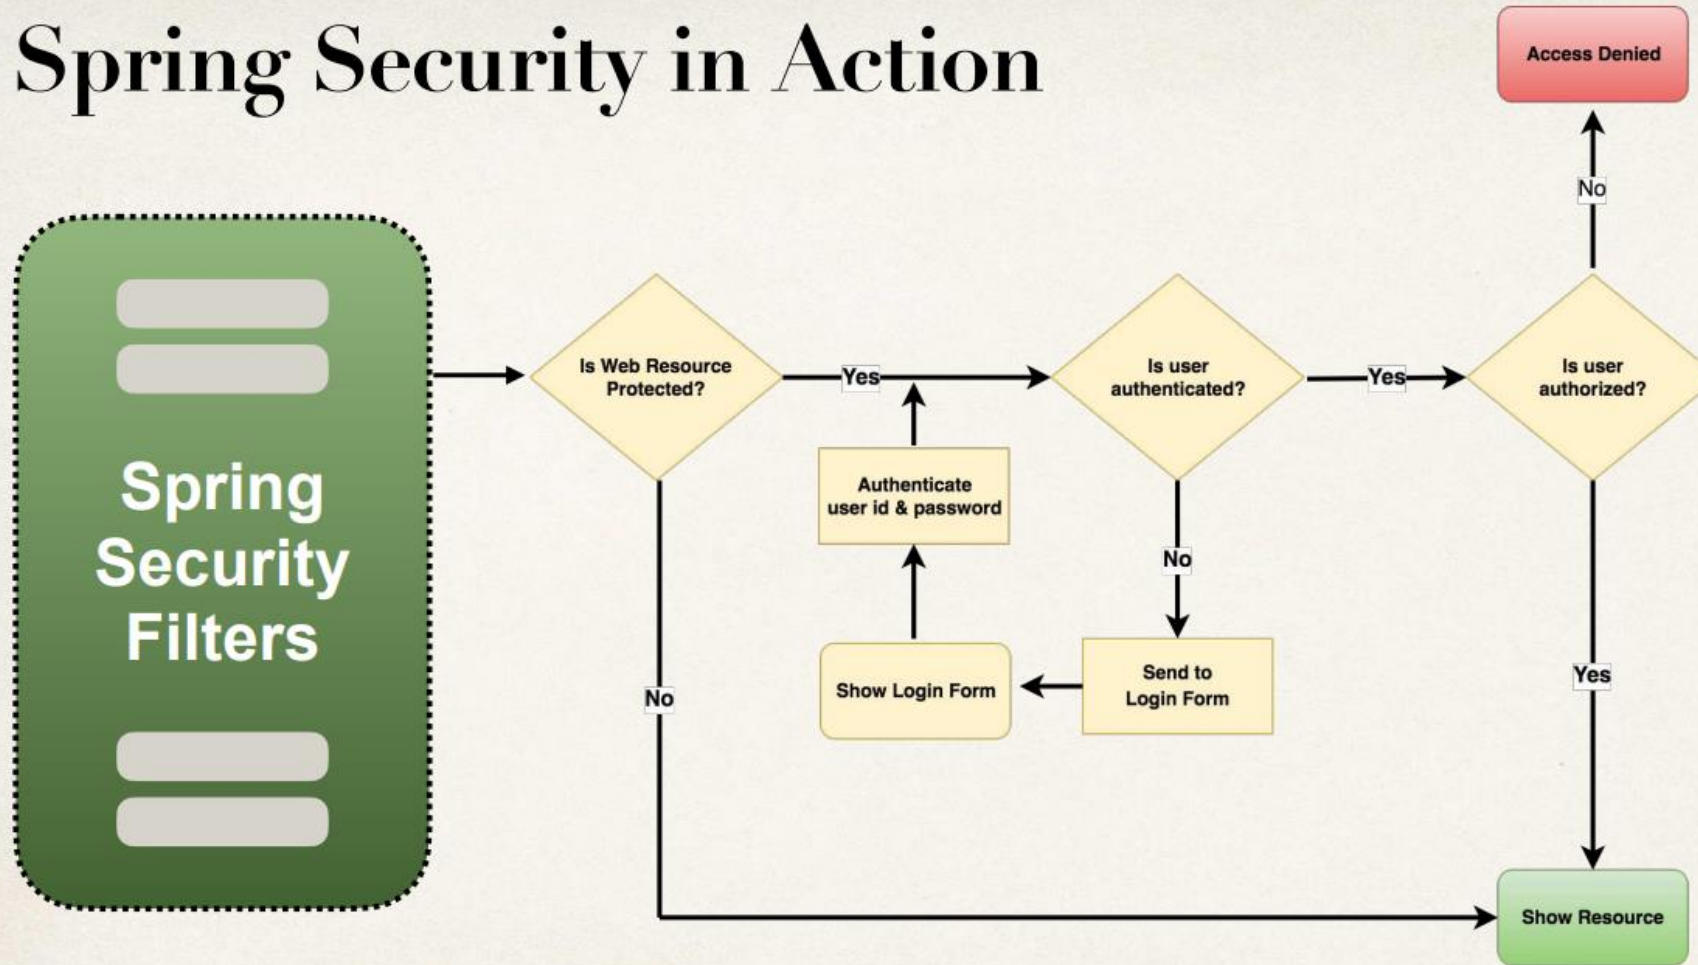 Spring Security in Action
Access Denied
No
Spring
Security
Filters
Is Web Resource
Protected?
Yes
Is user
authenticated?
Yes
Is user
authorized?
Authenticate
user id & password
No
Show Login Form
Send to
Login Form
No
Yes
Show Resource